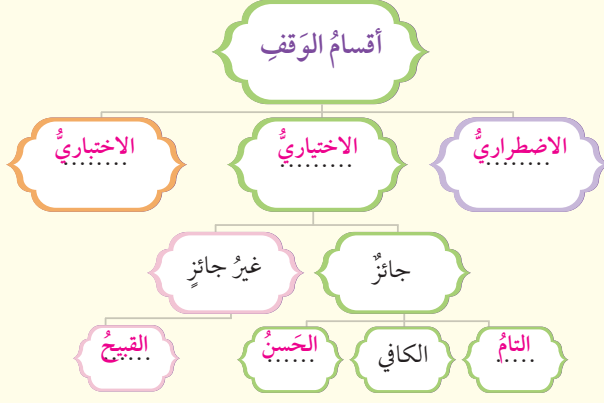 أقسامُ الوَقفِ
الاضطراريُّ
الاختياريُّ
الاختباريُّ
جائزٌ
غيرُ جائزٍ
التامُ
الكافي
الحَسنُ
القبيحُ